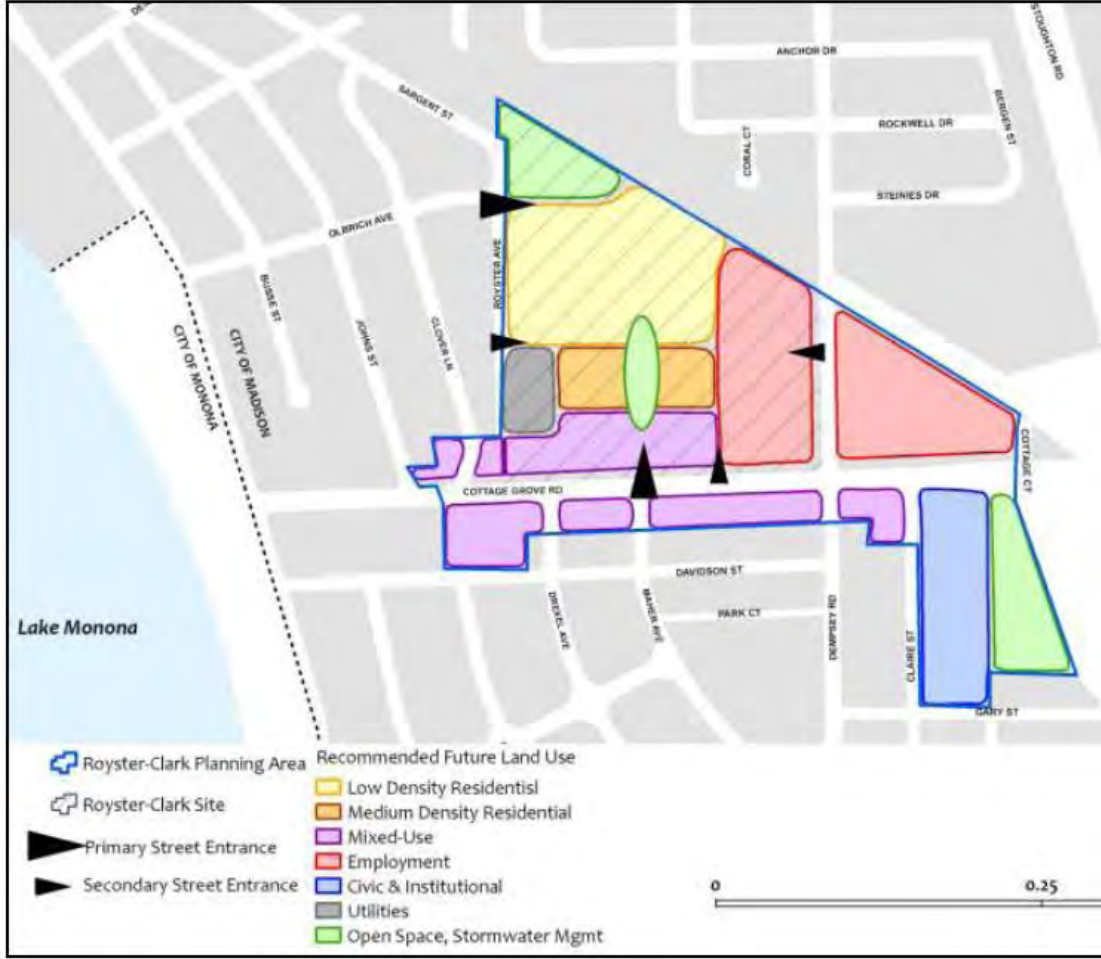 STOUGHTON RD
ANCHOR DR
BERGEN ST
SARGENT ST
ROCKWELL DR
CORAL CT
STEINIES DR
OLBRICH AVE
ROYSTER AVE
BUSSE ST
JOHNS ST
GLOVER LN
CITY OF MONONA
CITY OF MADISON
COTTAGE CT
COTTAGE GROVE RD
DAVIDSON ST
DREXEL AVE
MAHER AVE
PARK CT
DEMPSEY RD
CLAIRE ST
Lake Monona
GARY ST
Royster-Clark Planning Area
Royster-Clark Site
Primary Street Entrance
Secondary Street Entrance
Recommended Future Land Use
Low Density Residentisl
Medium Density Residential
Mixed-Use
Employment
Civic & Institutional
Utilities
Open Space, Stormwater Mgmt
0 0.25